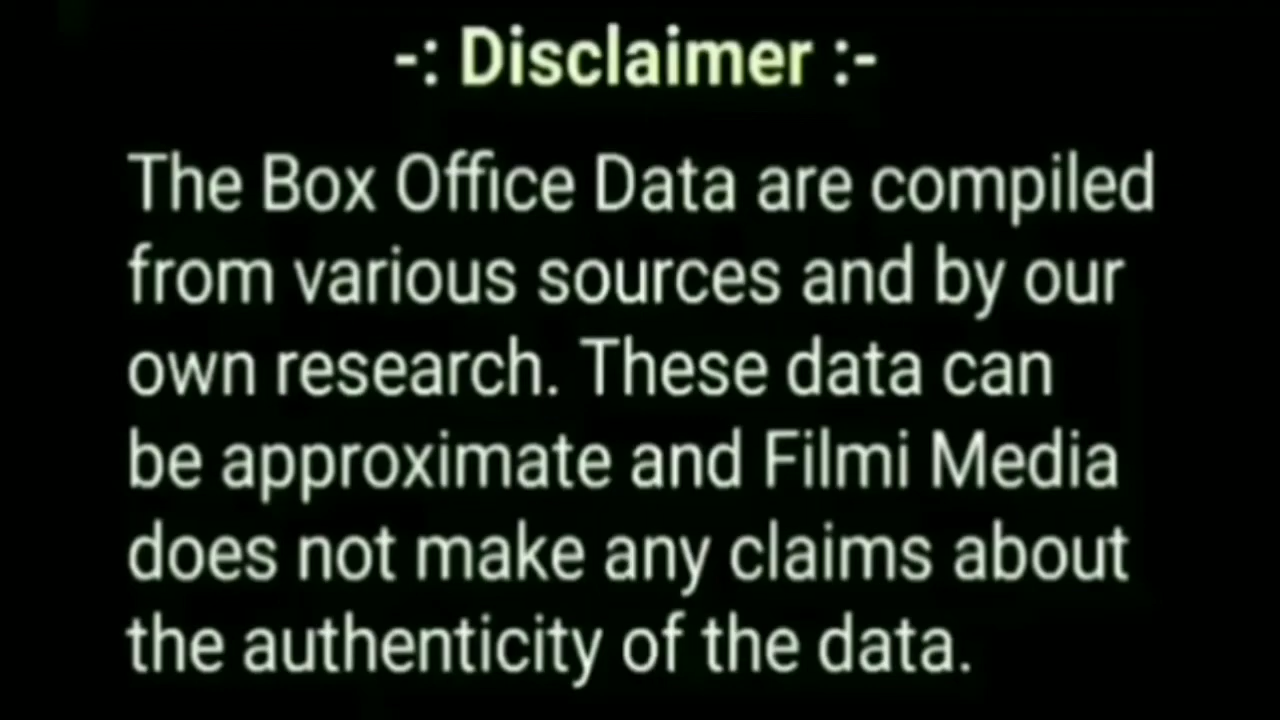 -: Disclaimer :-
The Box Office Data are compiled
from various sources and by our
own research. These data can
be approximate and Filmi Media
does not make any claims about
the authenticity of the data.